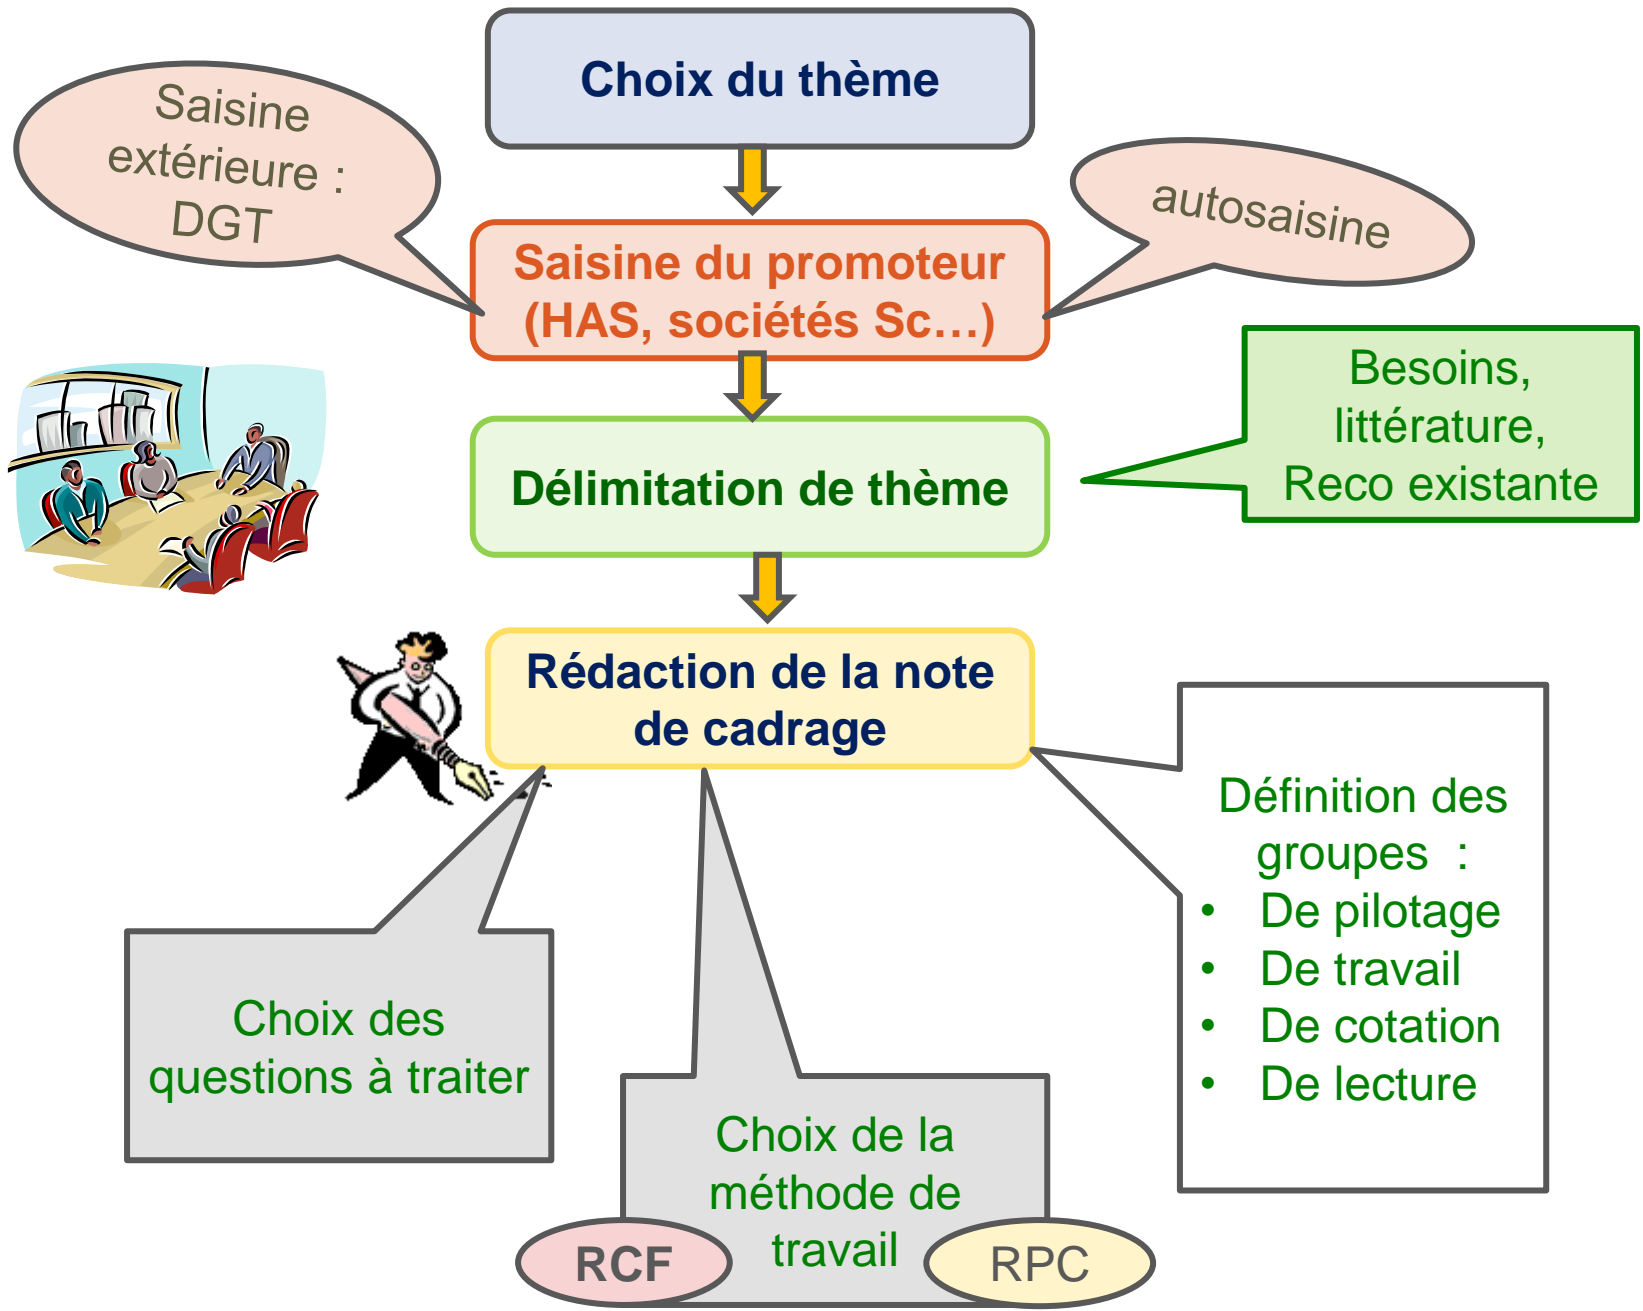 Choix du thème
Saisine
extérieure :
DGT
autosaisine
Saisine du promoteur
(HAS, sociétés Sc…)
Besoins,
littérature,
Reco existante
Délimitation de thème
Rédaction de la note
de cadrage
Définition des
groupes  :
• De pilotage
• De travail
• De cotation
• De lecture
Choix des
questions à traiter
Choix de la
méthode de
travail
RCF
RPC